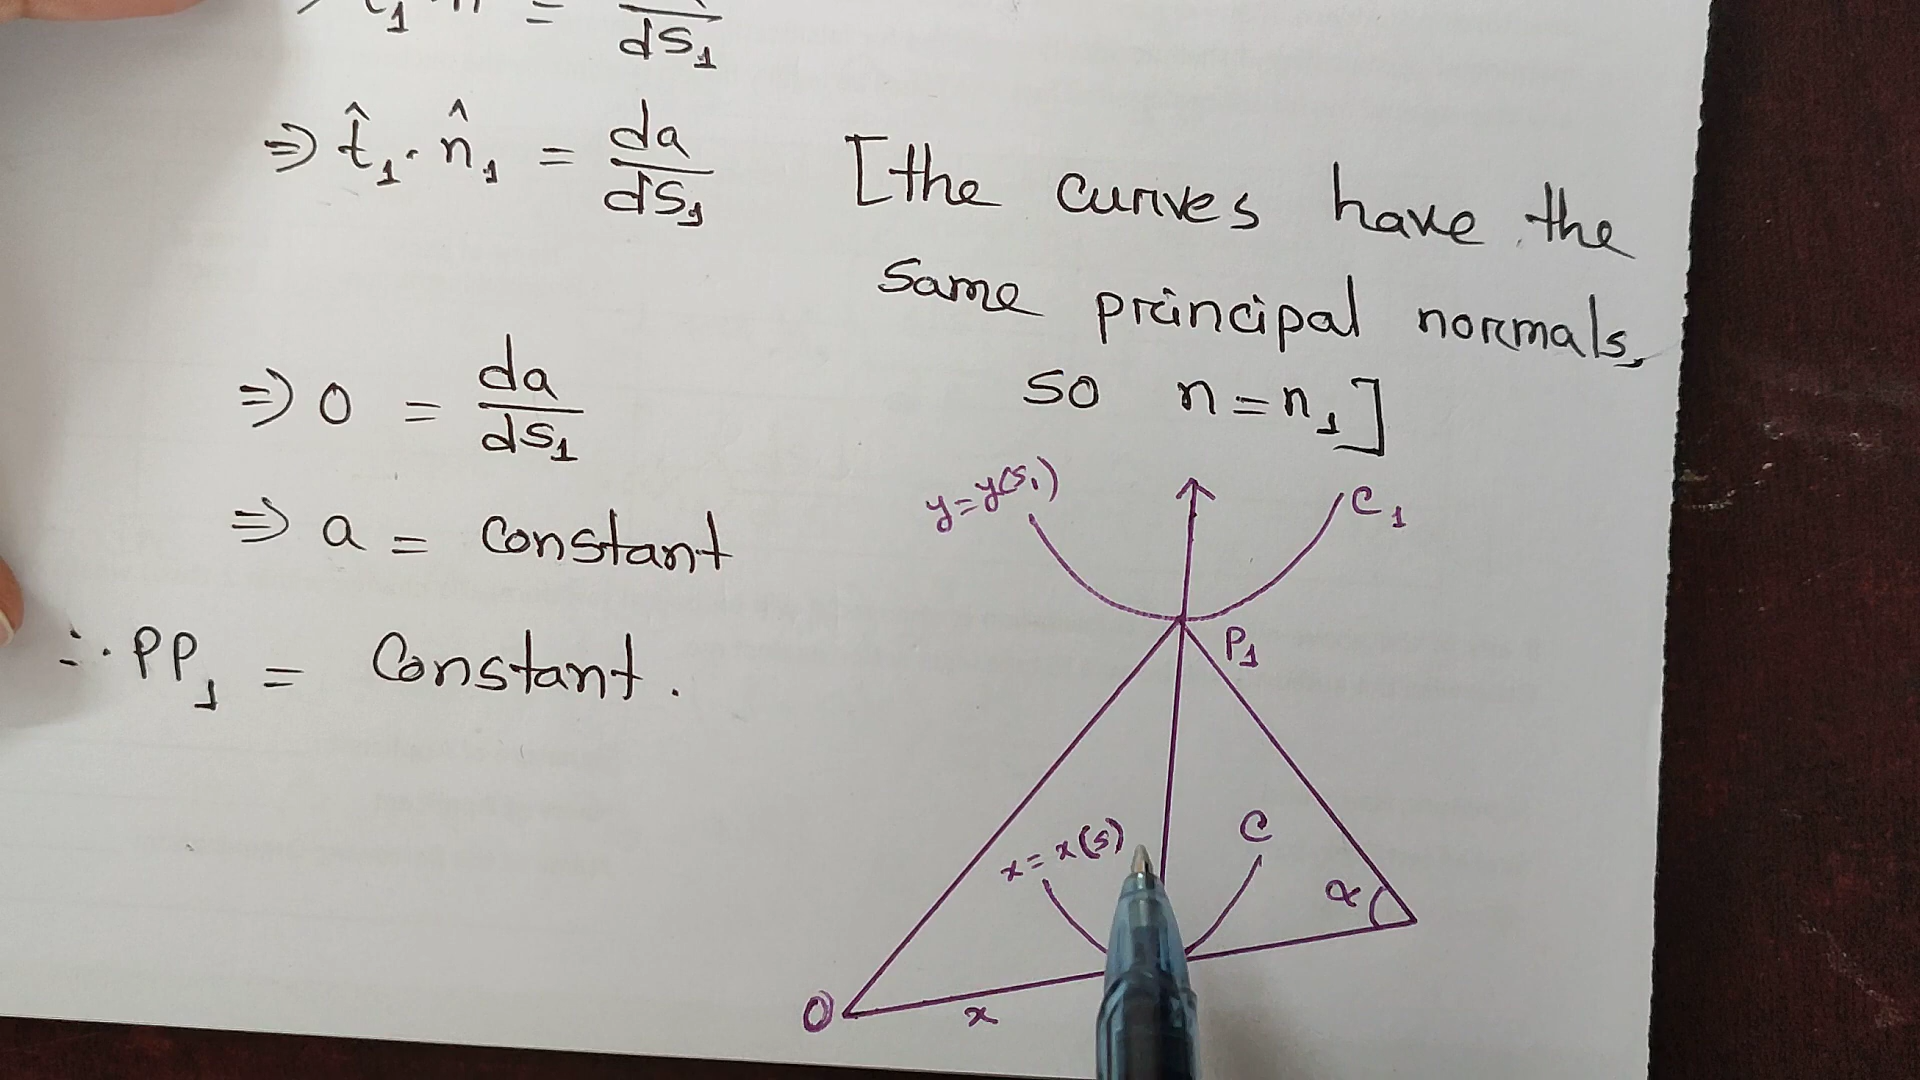 ⇒ t̂₁ · n̂₁ = da/dS₁ [the curves have the
same principal normals,
so n=n₁]
⇒ 0 = da/dS₁
⇒ a = constant
∴ PP₁ = Constant.
y=y(s₁)
C₁
P₁
x=x(s)
C
α
O
x